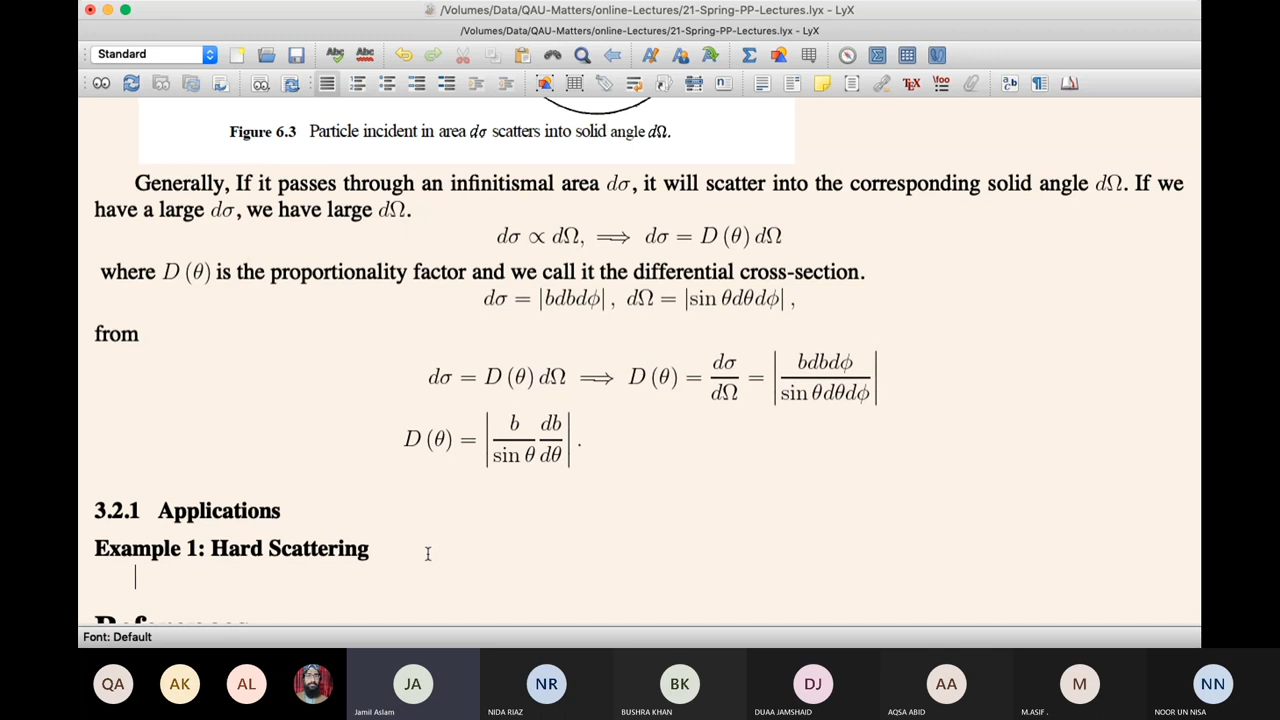 /Volumes/Data/QAU-Matters/online-Lectures/21-Spring-PP-Lectures.lyx - LyX
/Volumes/Data/QAU-Matters/online-Lectures/21-Spring-PP-Lectures.lyx - LyX
Standard
Figure 6.3 Particle incident in area dσ scatters into solid angle dΩ.
Generally, If it passes through an infinitismal area dσ, it will scatter into the corresponding solid angle dΩ. If we
have a large dσ, we have large dΩ.
dσ ∝ dΩ, ⟹ dσ = D (θ) dΩ
where D (θ) is the proportionality factor and we call it the differential cross-section.
dσ = |bdbdϕ| , dΩ = |sin θdθdϕ| ,
from
dσ = D (θ) dΩ ⟹ D (θ) = dσ/dΩ = |bdbdϕ/sin θdθdϕ|
D (θ) = |b/sin θ db/dθ| .
3.2.1 Applications
Example 1: Hard Scattering
Font: Default
QA AK AL JA NR BK DJ AA M NN
Jamil Aslam NIDA RIAZ BUSHRA KHAN DUAA JAMSHAID AQSA ABID M.ASIF . NOOR UN NISA